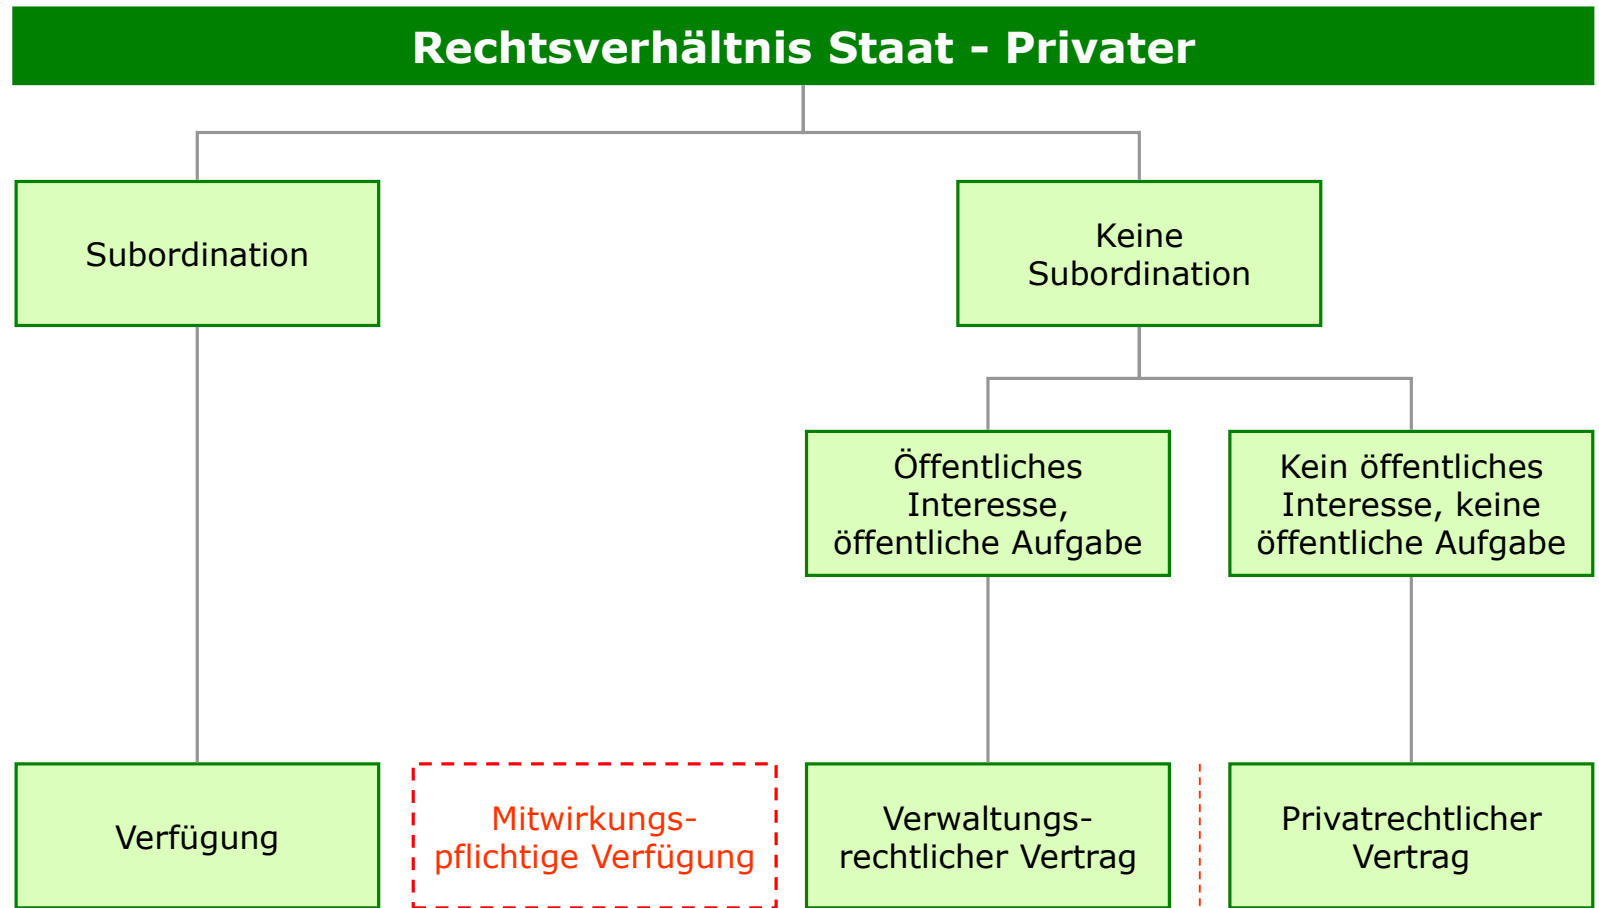 Rechtsverhältnis Staat – Privater
Subordination
Keine
Subordination
Öffentliches
Interesse,
öffentliche Aufgabe
Kein öffentliches
Interesse, keine
öffentliche Aufgabe
Verfügung
Mitwirkungs-
pflichtige Verfügung
Verwaltungs-
rechtlicher Vertrag
Privatrechtlicher
Vertrag